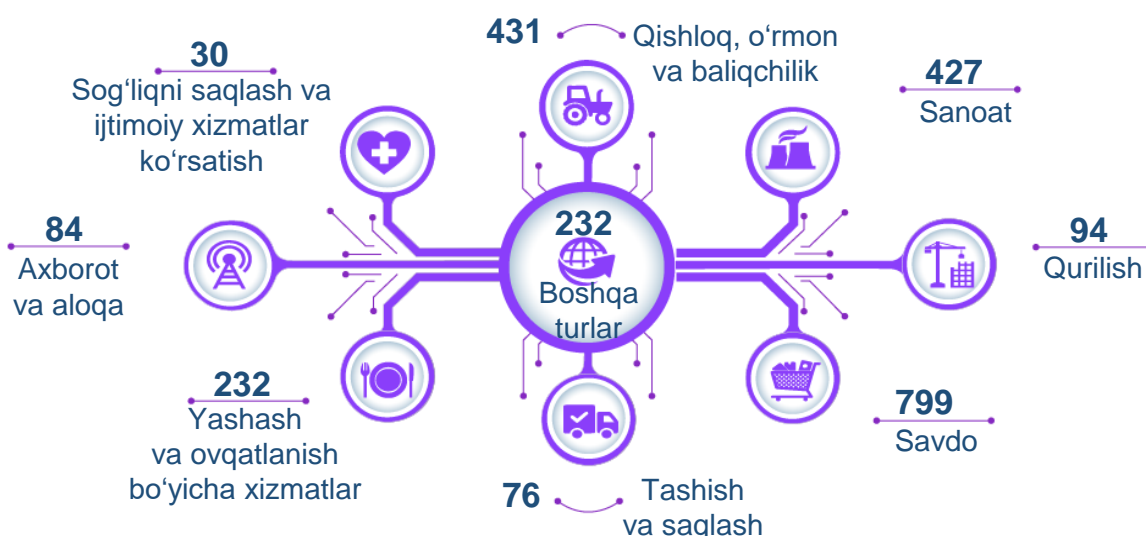 431
Qishloq, o‘rmon
va baliqchilik
30
Sog‘liqni saqlash va
ijtimoiy xizmatlar
ko‘rsatish
427
Sanoat
84
Axborot
va aloqa
232
Boshqa
turlar
94
Qurilish
232
Yashash
va ovqatlanish
bo‘yicha xizmatlar
799
Savdo
76
Tashish
va saqlash